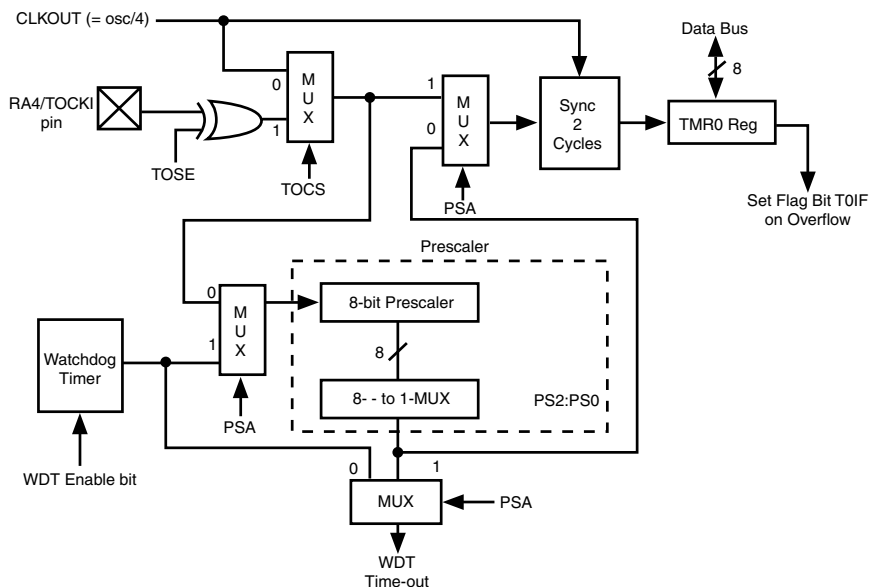 CLKOUT (= osc/4)
Data Bus
8
RA4/TOCKI
pin
0
1
M
U
X
1
0
M
U
X
Sync
2
Cycles
TMR0 Reg
TOSE
TOCS
PSA
Set Flag Bit T0IF
on Overflow
Prescaler
0
1
M
U
X
8-bit Prescaler
8
Watchdog
Timer
8- - to 1-MUX
PS2:PS0
PSA
WDT Enable bit
0
1
MUX
PSA
WDT
Time-out